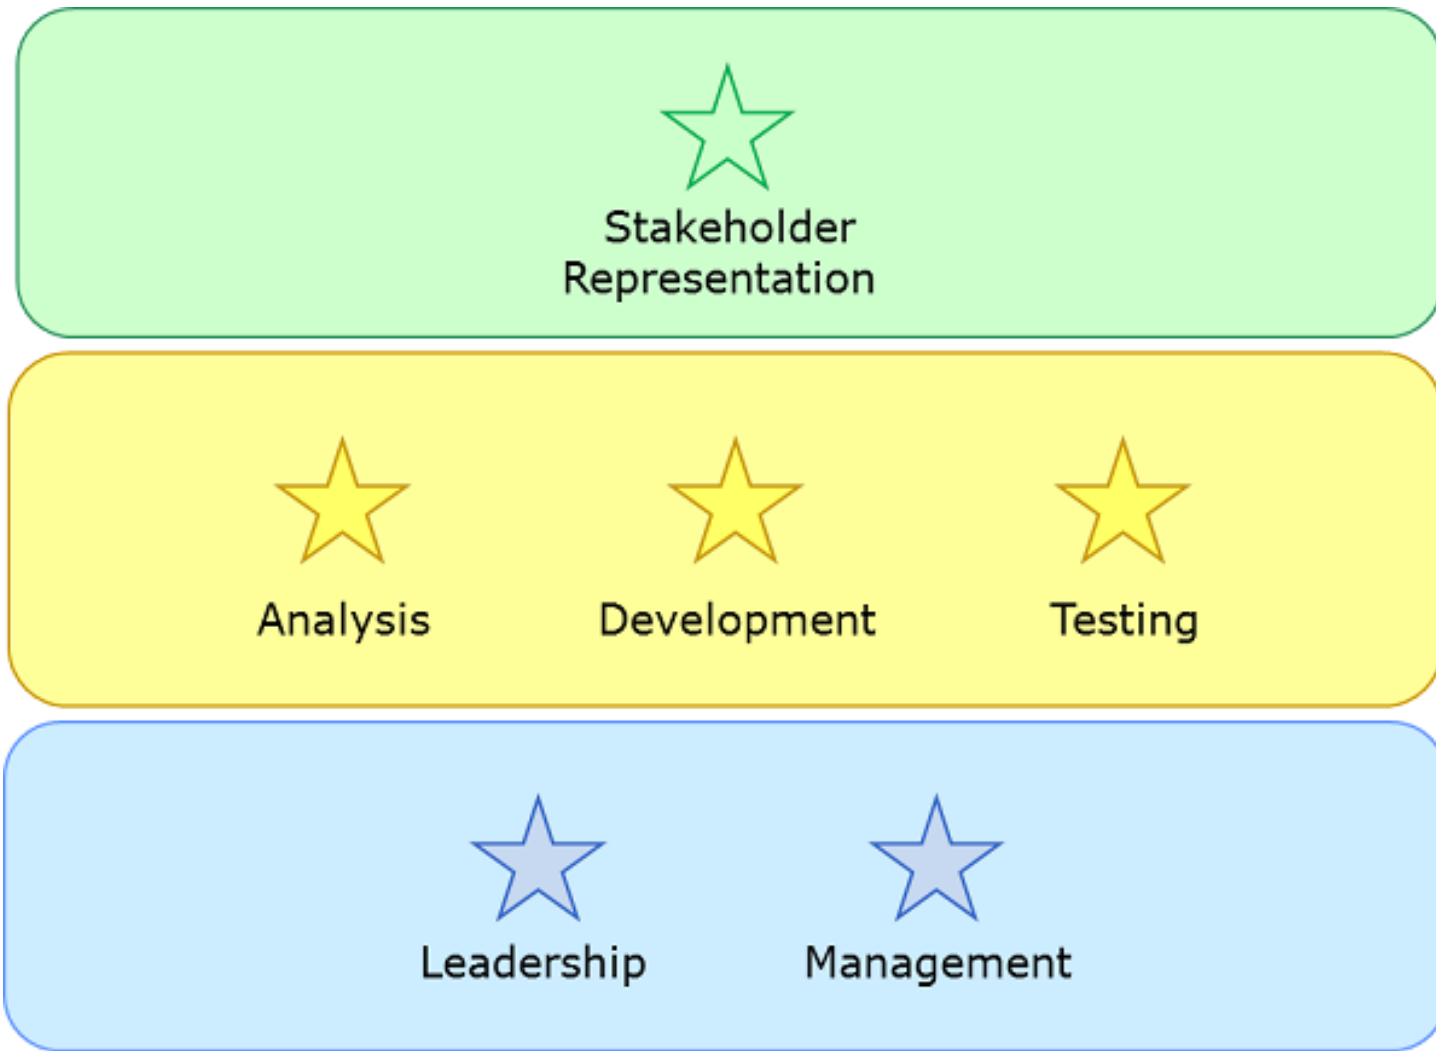 Stakeholder
Representation
Analysis Development Testing
Leadership Management